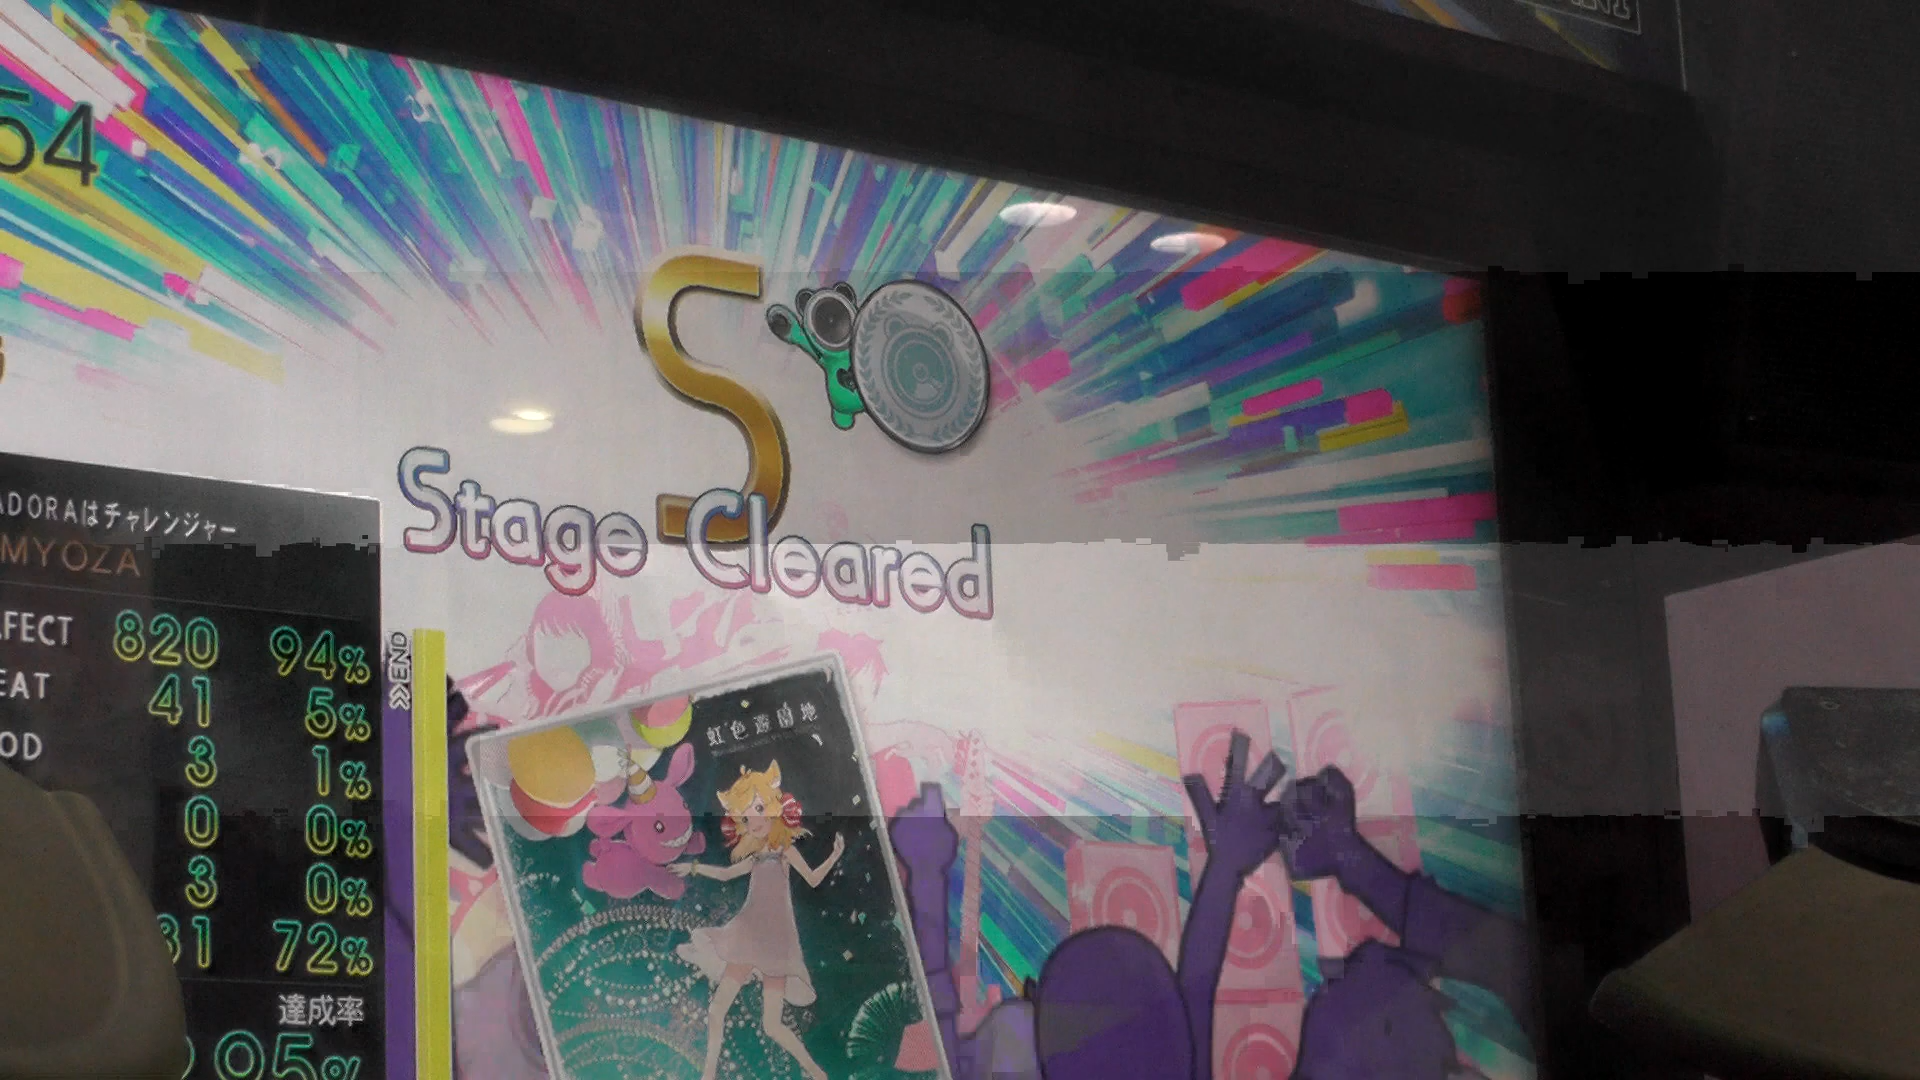 54
S
Stage Cleared
ADORAはチャレンジャー
MYOZA
FECT 820 94%
EAT 41 5%
OD 3 1%
0 0%
3 0%
31 72%
達成率
95%
>>END
虹色遊園地